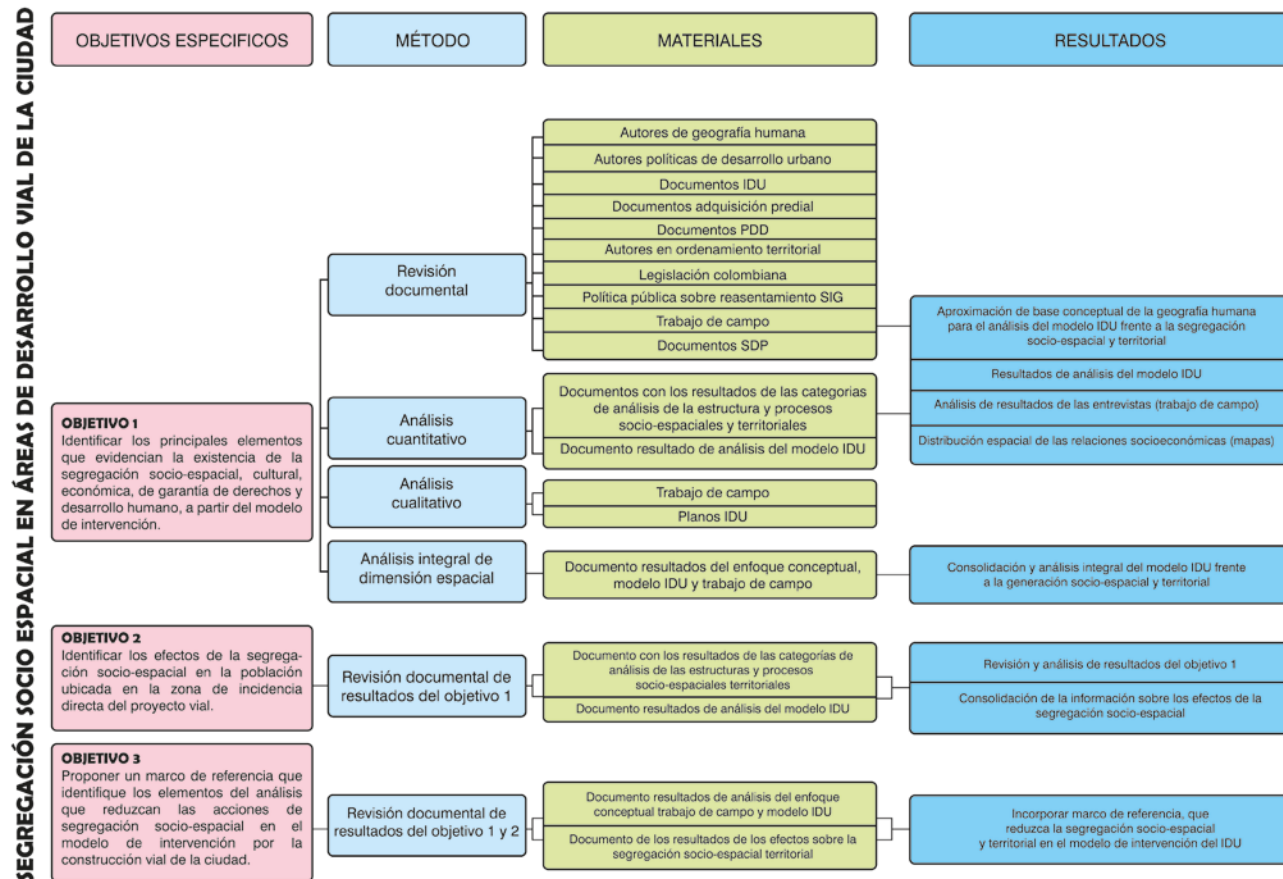 SEGREGACIÓN SOCIO ESPACIAL EN ÁREAS DE DESARROLLO VIAL DE LA CIUDAD
OBJETIVOS ESPECIFICOS
MÉTODO
MATERIALES
RESULTADOS
OBJETIVO 1
Identificar los principales elementos
que evidencian la existencia de la
segregación socio-espacial, cultural,
económica, de garantía de derechos y
desarrollo humano, a partir del modelo
de intervención.
Revisión
documental
Autores de geografía humana
Autores políticas de desarrollo urbano
Documentos IDU
Documentos adquisición predial
Documentos PDD
Autores en ordenamiento territorial
Legislación colombiana
Política pública sobre reasentamiento SIG
Trabajo de campo
Documentos SDP
Aproximación de base conceptual de la geografía humana
para el análisis del modelo IDU frente a la segregación
socio-espacial y territorial
Resultados de análisis del modelo IDU
Análisis de resultados de las entrevistas (trabajo de campo)
Distribución espacial de las relaciones socioeconómicas (mapas)
Análisis
cuantitativo
Documentos con los resultados de las categorias
de análisis de la estructura y procesos
socio-espaciales y territoriales
Documento resultado de análisis del modelo IDU
Análisis
cualitativo
Trabajo de campo
Planos IDU
Análisis integral de
dimensión espacial
Documento resultados del enfoque conceptual,
modelo IDU y trabajo de campo
Consolidación y análisis integral del modelo IDU frente
a la generación socio-espacial y territorial
OBJETIVO 2
Identificar los efectos de la segrega-
ción socio-espacial en la población
ubicada en la zona de incidencia
directa del proyecto vial.
Revisión documental de
resultados del objetivo 1
Documento con los resultados de las categorías de
análisis de las estructuras y procesos
socio-espaciales territoriales
Documento resultados de análisis del modelo IDU
Revisión y análisis de resultados del objetivo 1
Consolidación de la información sobre los efectos de la
segregación socio-espacial
OBJETIVO 3
Proponer un marco de referencia que
identifique los elementos del análisis
que reduzcan las acciones de
segregación socio-espacial en el
modelo de intervención por la
construcción vial de la ciudad.
Revisión documental de
resultados del objetivo 1 y 2
Documento resultados de análisis del enfoque
conceptual trabajo de campo y modelo IDU
Documento de los resultados de los efectos sobre la
segregación socio-espacial territorial
Incorporar marco de referencia, que
reduzca la segregación socio-espacial
y territorial en el modelo de intervención del IDU